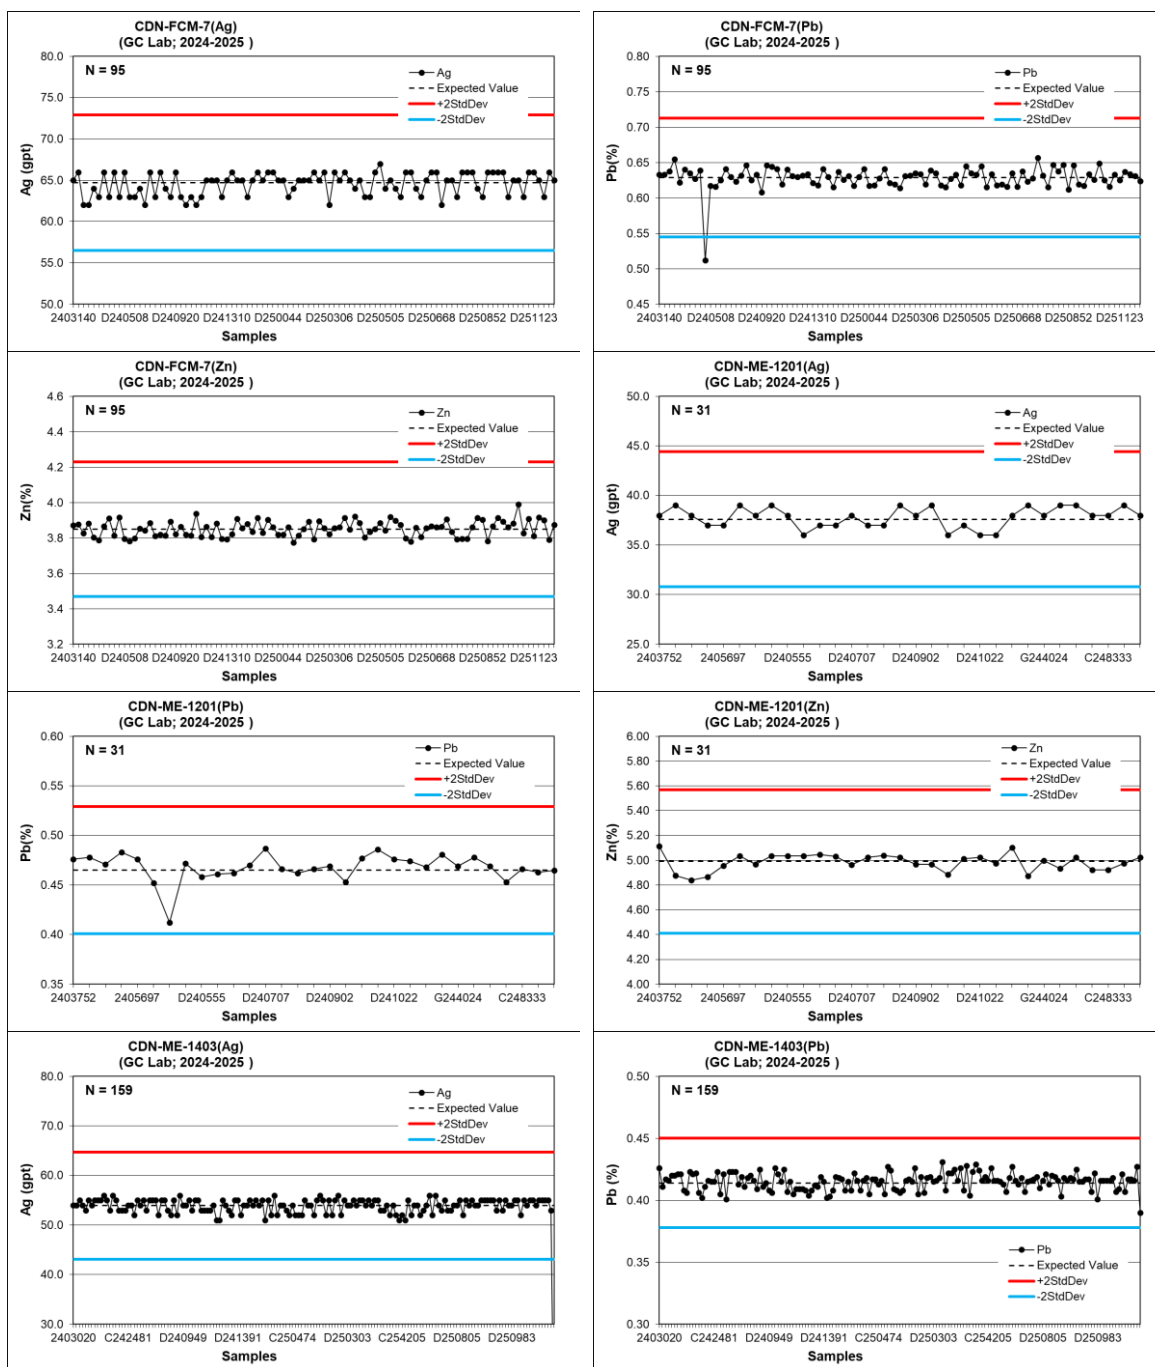 CDN-FCM-7(Ag)
(GC Lab; 2024-2025 )
N = 95
Ag
Expected Value
+2StdDev
-2StdDev
Ag (gpt)
80.0
75.0
70.0
65.0
60.0
55.0
50.0
2403140 D240508 D240920 D241310 D250044 D250306 D250505 D250668 D250852 D251123
Samples
CDN-FCM-7(Pb)
(GC Lab; 2024-2025 )
N = 95
Pb
Expected Value
+2StdDev
-2StdDev
Pb(%)
0.80
0.75
0.70
0.65
0.60
0.55
0.50
0.45
2403140 D240508 D240920 D241310 D250044 D250306 D250505 D250668 D250852 D251123
Samples
CDN-FCM-7(Zn)
(GC Lab; 2024-2025 )
N = 95
Zn
Expected Value
+2StdDev
-2StdDev
Zn(%)
4.6
4.4
4.2
4.0
3.8
3.6
3.4
3.2
2403140 D240508 D240920 D241310 D250044 D250306 D250505 D250668 D250852 D251123
Samples
CDN-ME-1201(Ag)
(GC Lab; 2024-2025 )
N = 31
Ag
Expected Value
+2StdDev
-2StdDev
Ag (gpt)
50.0
45.0
40.0
35.0
30.0
25.0
2403752 2405697 D240555 D240707 D240902 D241022 G244024 C248333
Samples
CDN-ME-1201(Pb)
(GC Lab; 2024-2025 )
N = 31
Pb
Expected Value
+2StdDev
-2StdDev
Pb(%)
0.60
0.55
0.50
0.45
0.40
0.35
2403752 2405697 D240555 D240707 D240902 D241022 G244024 C248333
Samples
CDN-ME-1201(Zn)
(GC Lab; 2024-2025 )
N = 31
Zn
Expected Value
+2StdDev
-2StdDev
Zn(%)
6.00
5.80
5.60
5.40
5.20
5.00
4.80
4.60
4.40
4.20
4.00
2403752 2405697 D240555 D240707 D240902 D241022 G244024 C248333
Samples
CDN-ME-1403(Ag)
(GC Lab; 2024-2025 )
N = 159
Ag
Expected Value
+2StdDev
-2StdDev
Ag (gpt)
80.0
70.0
60.0
50.0
40.0
30.0
2403020 C242481 D240949 D241391 C250474 D250303 C254205 D250805 D250983
Samples
CDN-ME-1403(Pb)
(GC Lab; 2024-2025 )
N = 159
Pb
Expected Value
+2StdDev
-2StdDev
Pb (%)
0.50
0.45
0.40
0.35
0.30
2403020 C242481 D240949 D241391 C250474 D250303 C254205 D250805 D250983
Samples